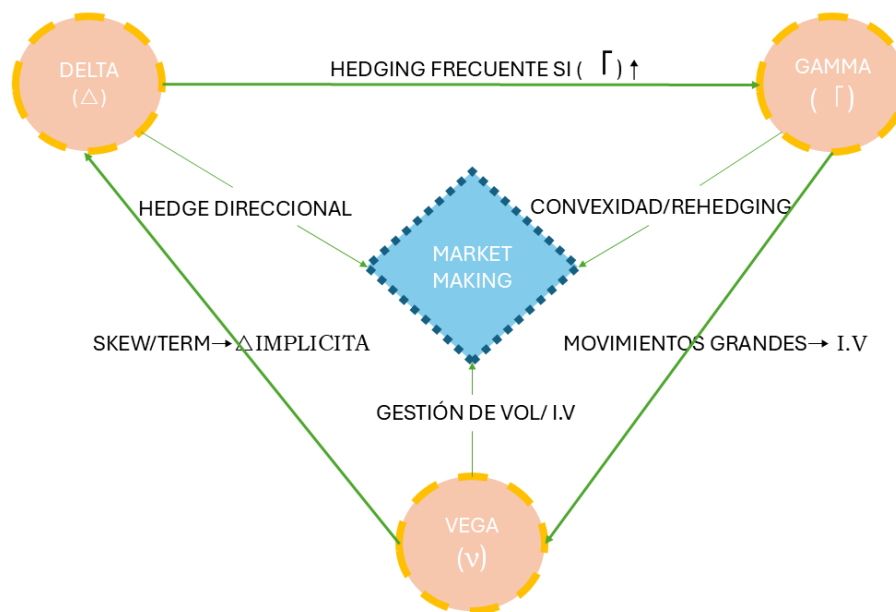 DELTA
(△)
HEDGING FRECUENTE SI ( Γ ) ↑
GAMMA
( Γ )
HEDGE DIRECCIONAL
CONVEXIDAD/REHEDGING
MARKET
MAKING
SKEW/TERM→△IMPLICITA
MOVIMIENTOS GRANDES→ I.V
GESTIÓN DE VOL/ I.V
VEGA
(ν)